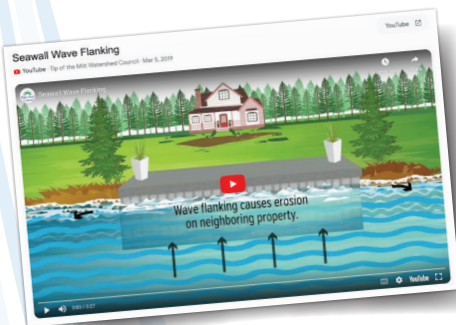 Seawall Wave Flanking
YouTube
YouTube · Tip of the Mitt Watershed Council · Mar 5, 2019
Seawall Wave Flanking
Wave flanking causes erosion
on neighboring property.
YouTube